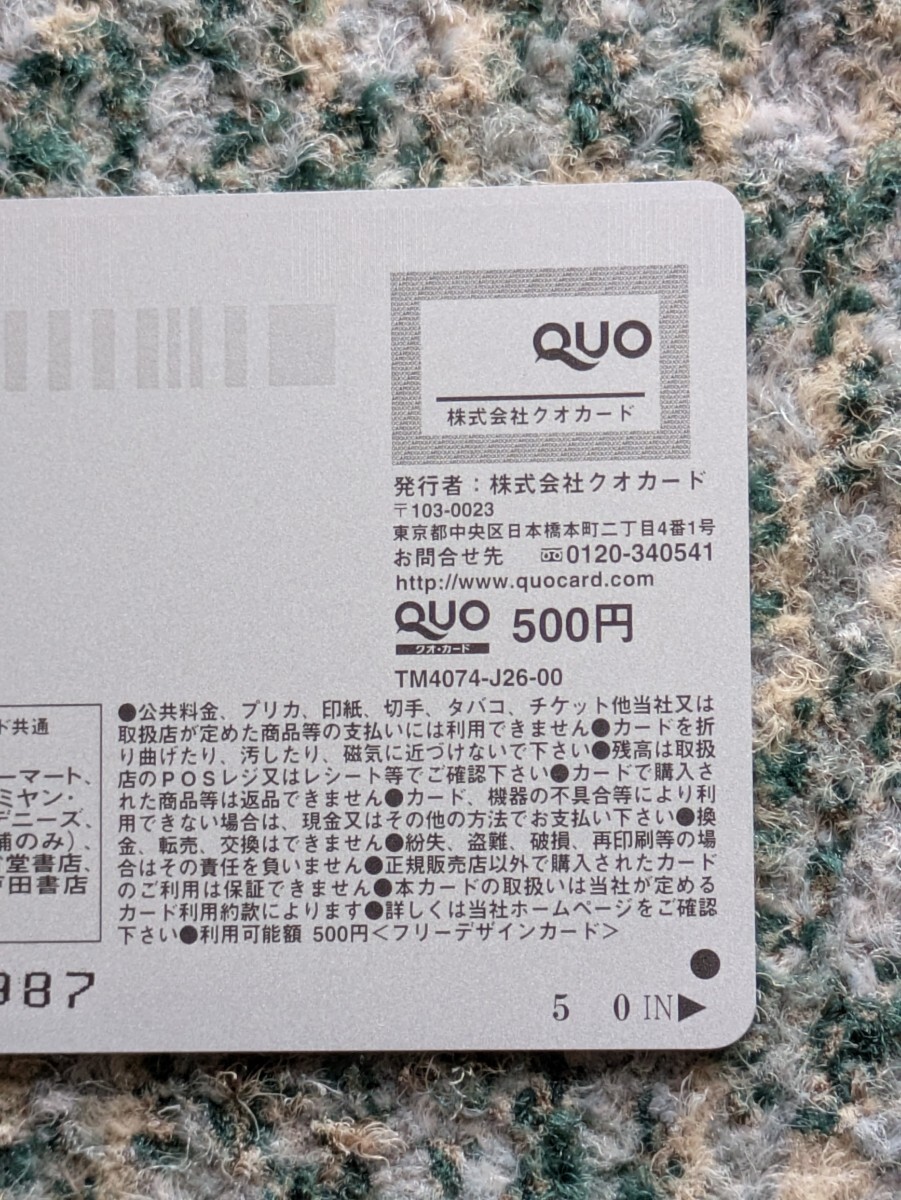 QUO
株式会社クオカード
発行者：株式会社クオカード
〒103-0023
東京都中央区日本橋本町二丁目4番1号
お問合せ先 0120-340541
http://www.quocard.com
QUO 500円
クオ・カード
TM4074-J26-00
ド共通
ーマート、
ミヤン・
デニーズ、
舗のみ）、
堂書店、
田書店
●公共料金、プリカ、印紙、切手、タバコ、チケット他当社又は
取扱店が定めた商品等の支払いには利用できません●カードを折
り曲げたり、汚したり、磁気に近づけないで下さい●残高は取扱
店のPOSレジ又はレシート等でご確認下さい●カードで購入さ
れた商品等は返品できません●カード、機器の不具合等により利
用できない場合は、現金又はその他の方法でお支払い下さい●換
金、転売、交換はできません●紛失、盗難、破損、再印刷等の場
合はその責任を負いません●正規販売店以外で購入されたカード
のご利用は保証できません●本カードの取扱いは当社が定める
カード利用約款によります●詳しくは当社ホームページをご確認
下さい●利用可能額 500円＜フリーデザインカード＞
987
5 0 IN▶